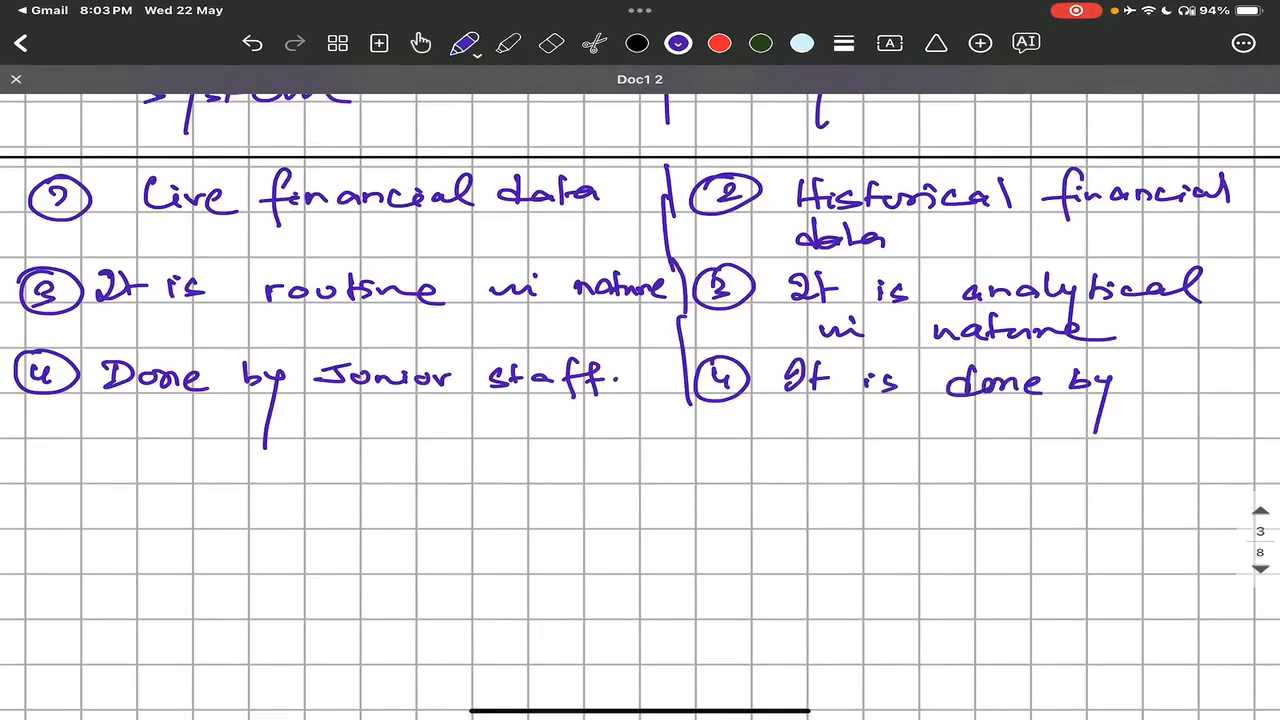 Gmail 8:03 PM Wed 22 May 94%
A AI
Doc1 2
system
2 Live financial data
2 Historical financial
data
3 It is routine in nature
3 It is analytical
in nature
4 Done by Junior staff.
4 It is done by
3
8